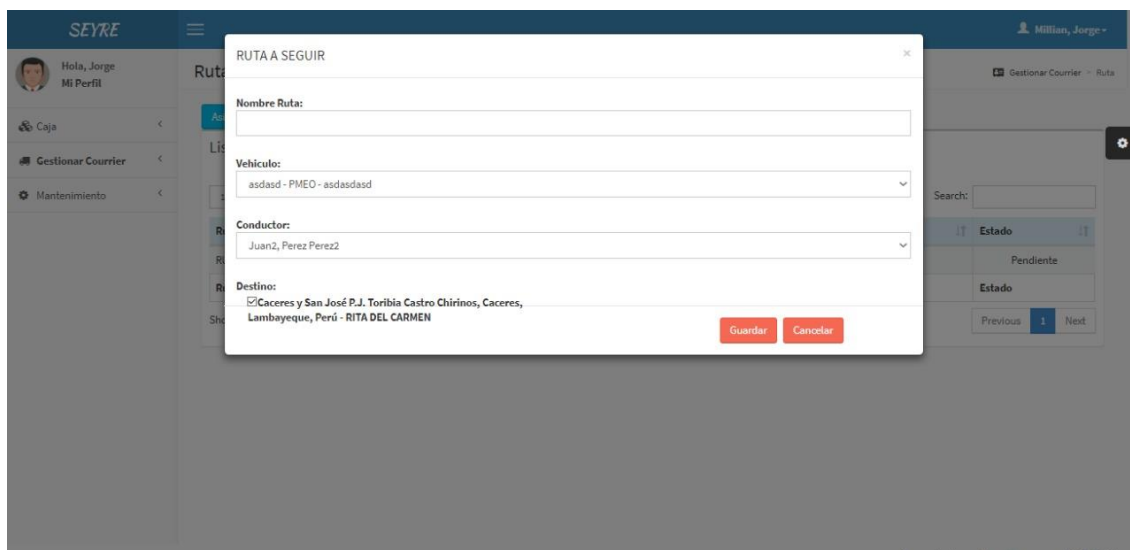 SEYRE
Millian, Jorge
RUTA A SEGUIR
×
Hola, Jorge
Mi Perfil
Gestionar Courrier > Ruta
Nombre Ruta:
Caja
Gestionar Courrier
Vehiculo:
asdasd - PMEO - asdasdasd
Mantenimiento
Search:
Conductor:
Estado
Juan2, Perez Perez2
Pendiente
Destino:
Estado
Caceres y San José P.J. Toribia Castro Chirinos, Caceres,
Lambayeque, Perú - RITA DEL CARMEN
Guardar Cancelar
Previous 1 Next